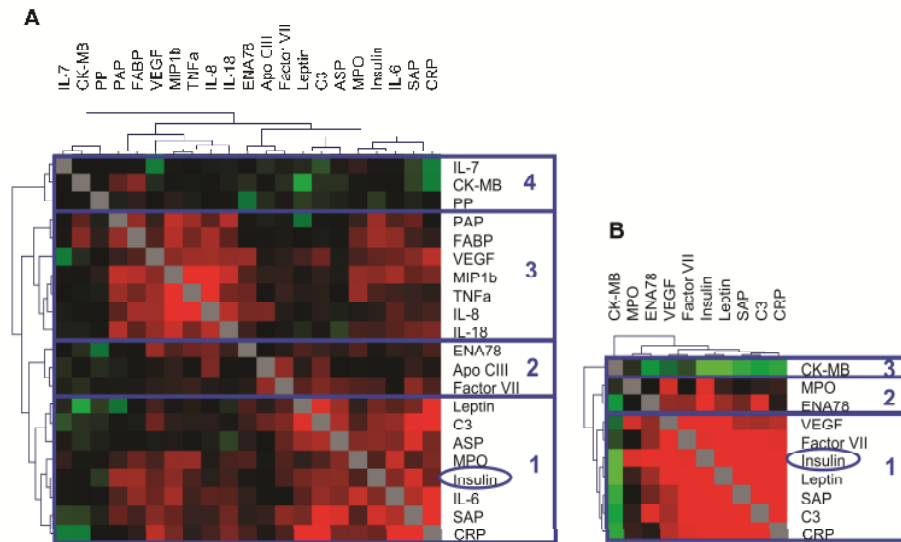 A
IL-7
CK-MB
PP
PAP
FABP
VEGF
MIP1b
TNFa
IL-8
IL-18
ENA78
Apo CIII
Factor VII
Leptin
C3
ASP
MPO
Insulin
IL-6
SAP
CRP
IL-7
CK-MB
PP
4
PAP
FABP
VEGF
MIP1b
TNFa
IL-8
IL-18
3
ENA78
Apo CIII
Factor VII
2
Leptin
C3
ASP
MPO
Insulin
IL-6
SAP
CRP
1
B
CK-MB
MPO
ENA78
VEGF
Factor VII
Insulin
Leptin
SAP
C3
CRP
CK-MB
3
MPO
ENA78
2
VEGF
Factor VII
Insulin
Leptin
SAP
C3
CRP
1